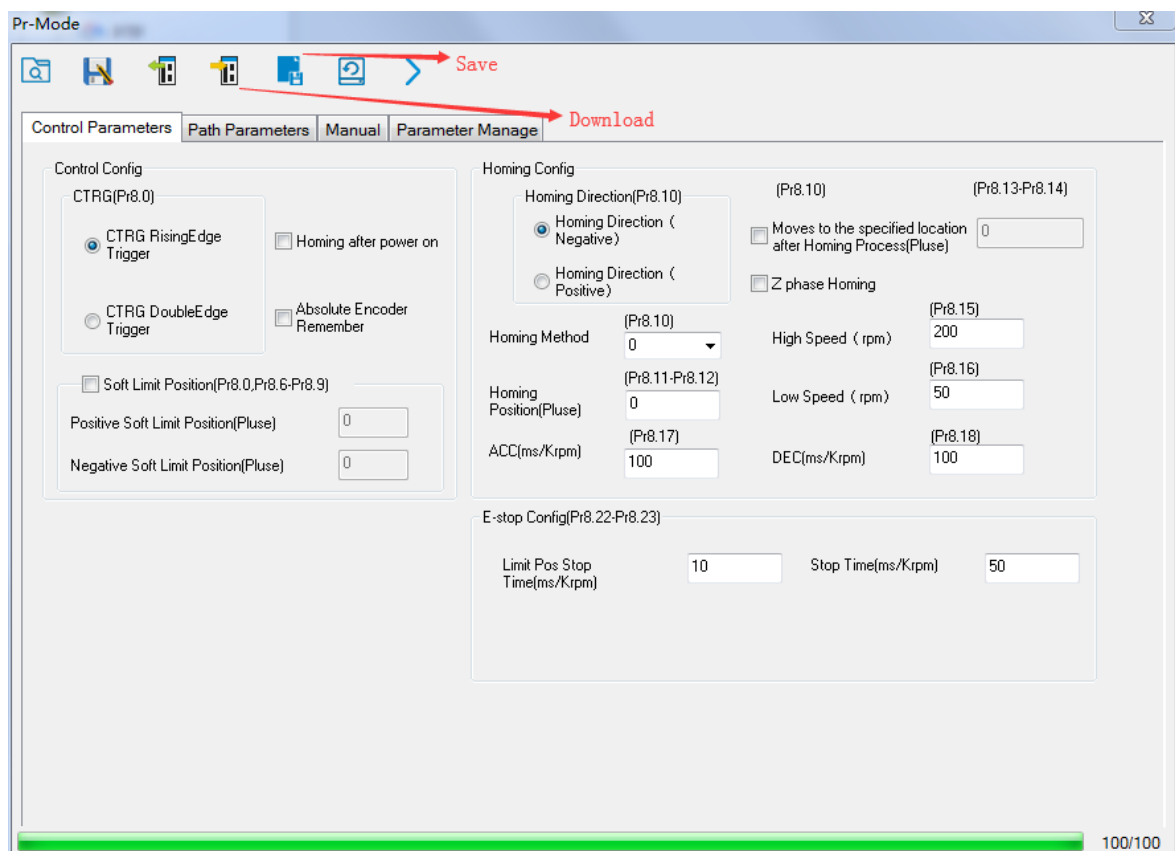 Pr-Mode
Save
Download
Control Parameters
Path Parameters
Manual
Parameter Manage
Control Config
CTRG(Pr8.0)
CTRG RisingEdge
Trigger
CTRG DoubleEdge
Trigger
Homing after power on
Absolute Encoder
Remember
Soft Limit Position(Pr8.0,Pr8.6-Pr8.9)
Positive Soft Limit Position(Pluse)
0
Negative Soft Limit Position(Pluse)
0
Homing Config
Homing Direction(Pr8.10)
Homing Direction (
Negative)
Homing Direction (
Positive)
(Pr8.10)
(Pr8.13-Pr8.14)
Moves to the specified location
after Homing Process(Pluse)
0
Z phase Homing
(Pr8.10)
Homing Method
0
(Pr8.15)
High Speed ( rpm)
200
(Pr8.11-Pr8.12)
Homing
Position(Pluse)
0
(Pr8.16)
Low Speed ( rpm)
50
(Pr8.17)
ACC(ms/Krpm)
100
(Pr8.18)
DEC(ms/Krpm)
100
E-stop Config(Pr8.22-Pr8.23)
Limit Pos Stop
Time(ms/Krpm)
10
Stop Time(ms/Krpm)
50
100/100